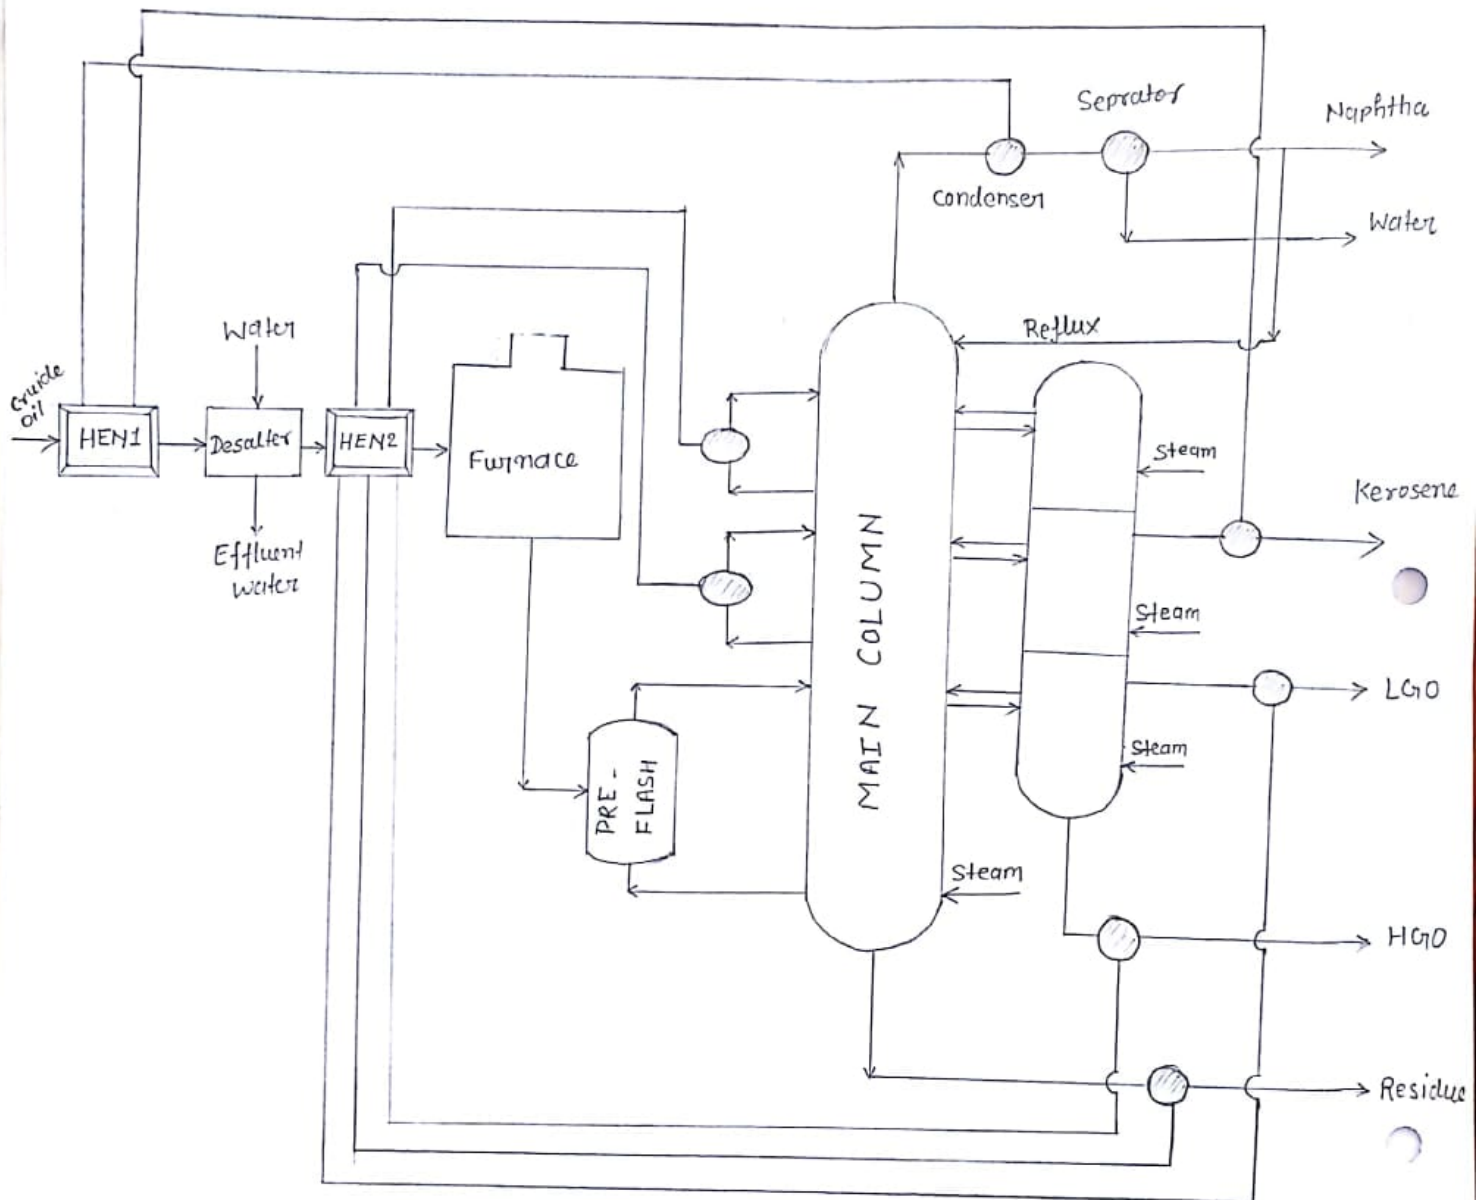 Seprator
Naphtha
Condenser
Water
Water
Reflux
Cruide
oil
HEN1
Desalter
HEN2
Furnace
Steam
Kerosene
Effluent
water
MAIN COLUMN
Steam
LGO
Steam
PRE-
FLASH
Steam
HGO
Residue